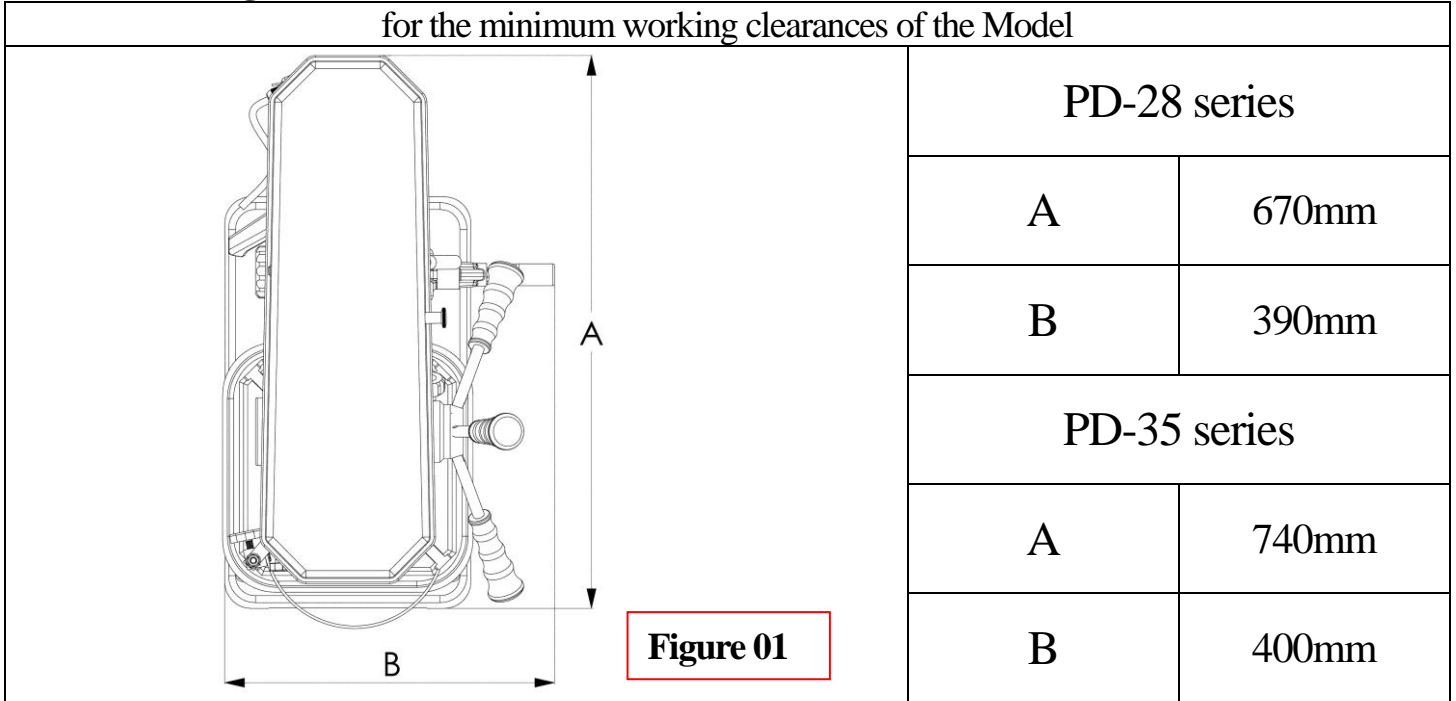 for the minimum working clearances of the Model
PD-28 series
A 670mm
B 390mm
PD-35 series
A 740mm
B 400mm
A
B
Figure 01